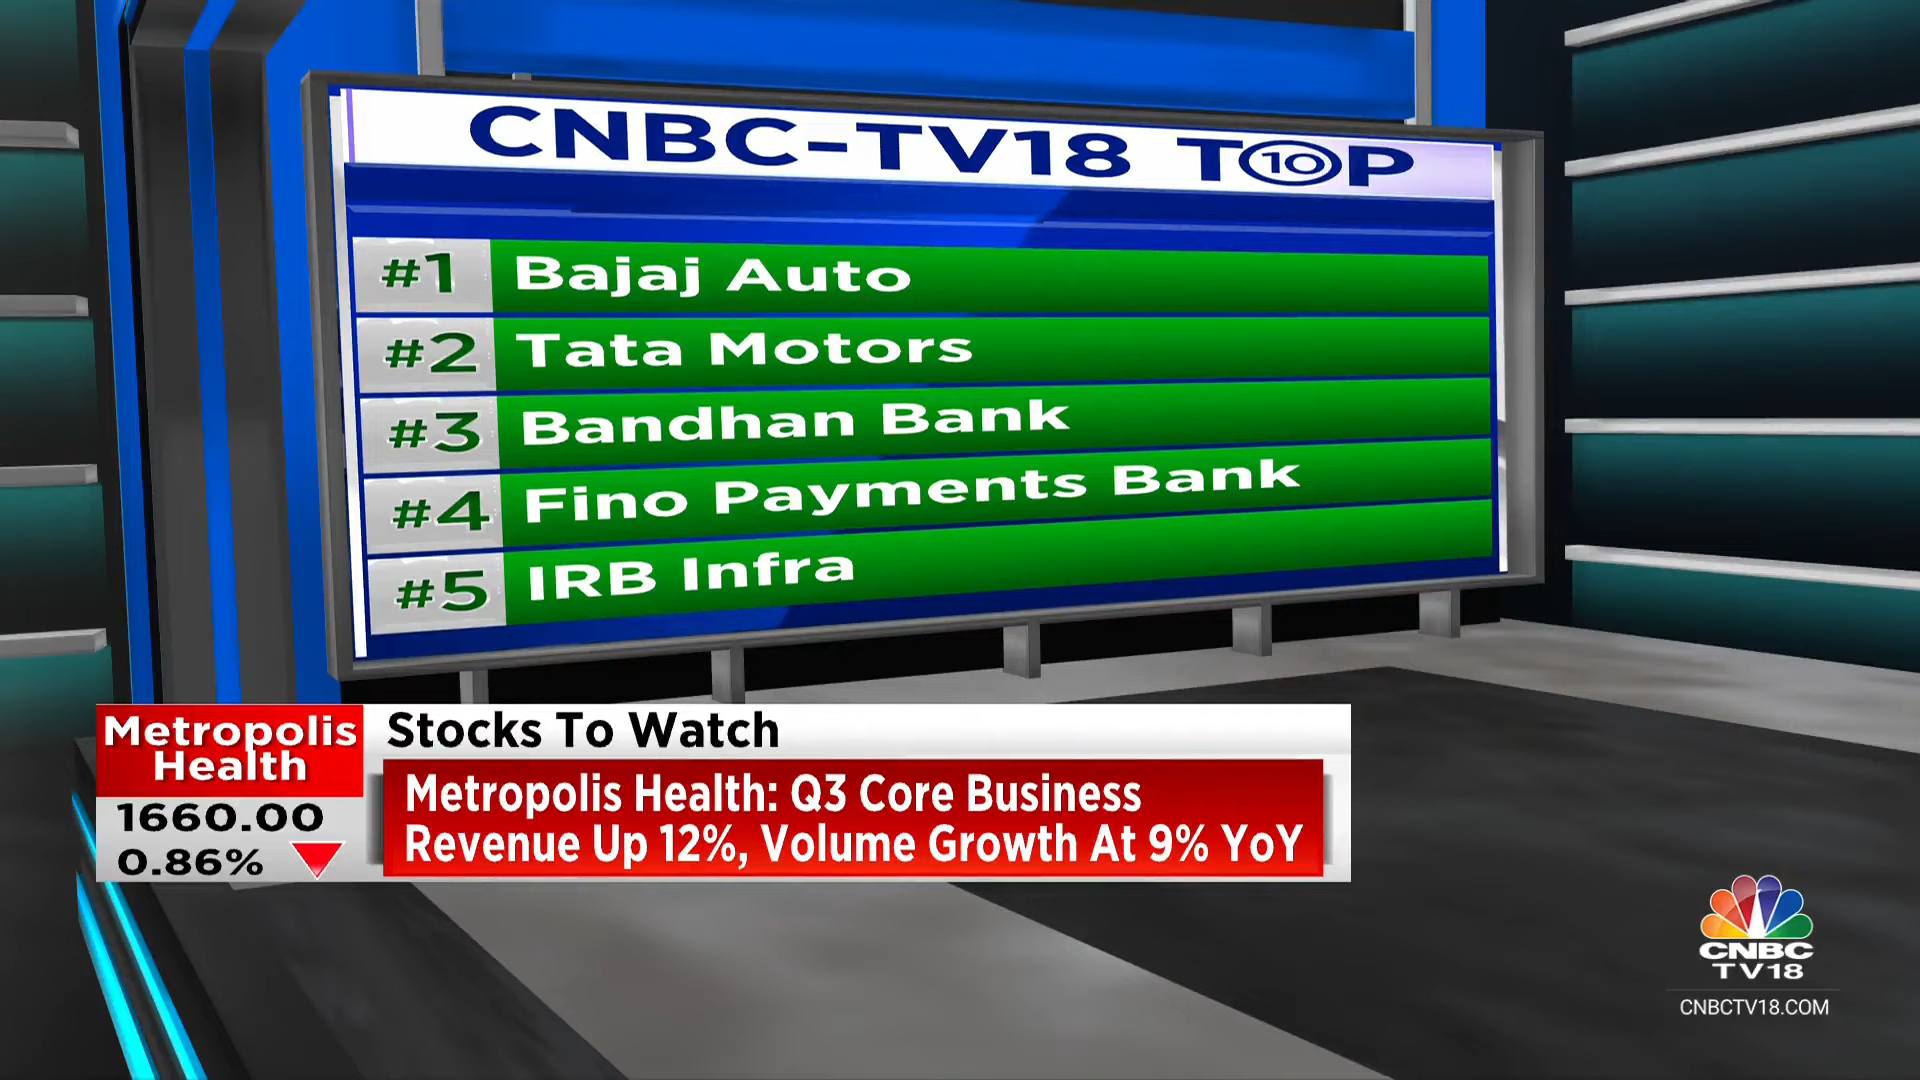 CNBC-TV18 TOP
10
#1 Bajaj Auto
#2 Tata Motors
#3 Bandhan Bank
#4 Fino Payments Bank
#5 IRB Infra
Metropolis
Health
1660.00
0.86%
Stocks To Watch
Metropolis Health: Q3 Core Business
Revenue Up 12%, Volume Growth At 9% YoY
CNBC
TV18
CNBCTV18.COM